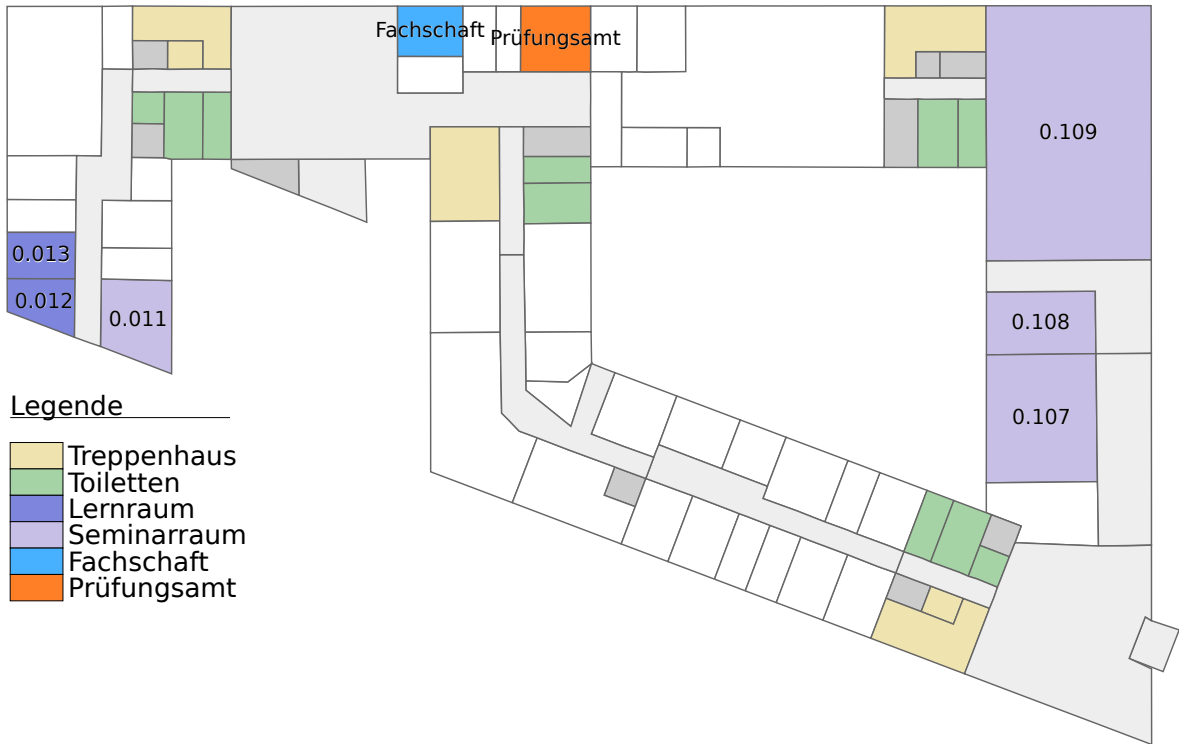 Fachschaft
Prüfungsamt
0.109
0.013
0.012
0.011
0.108
0.107
Legende
Treppenhaus
Toiletten
Lernraum
Seminarraum
Fachschaft
Prüfungsamt